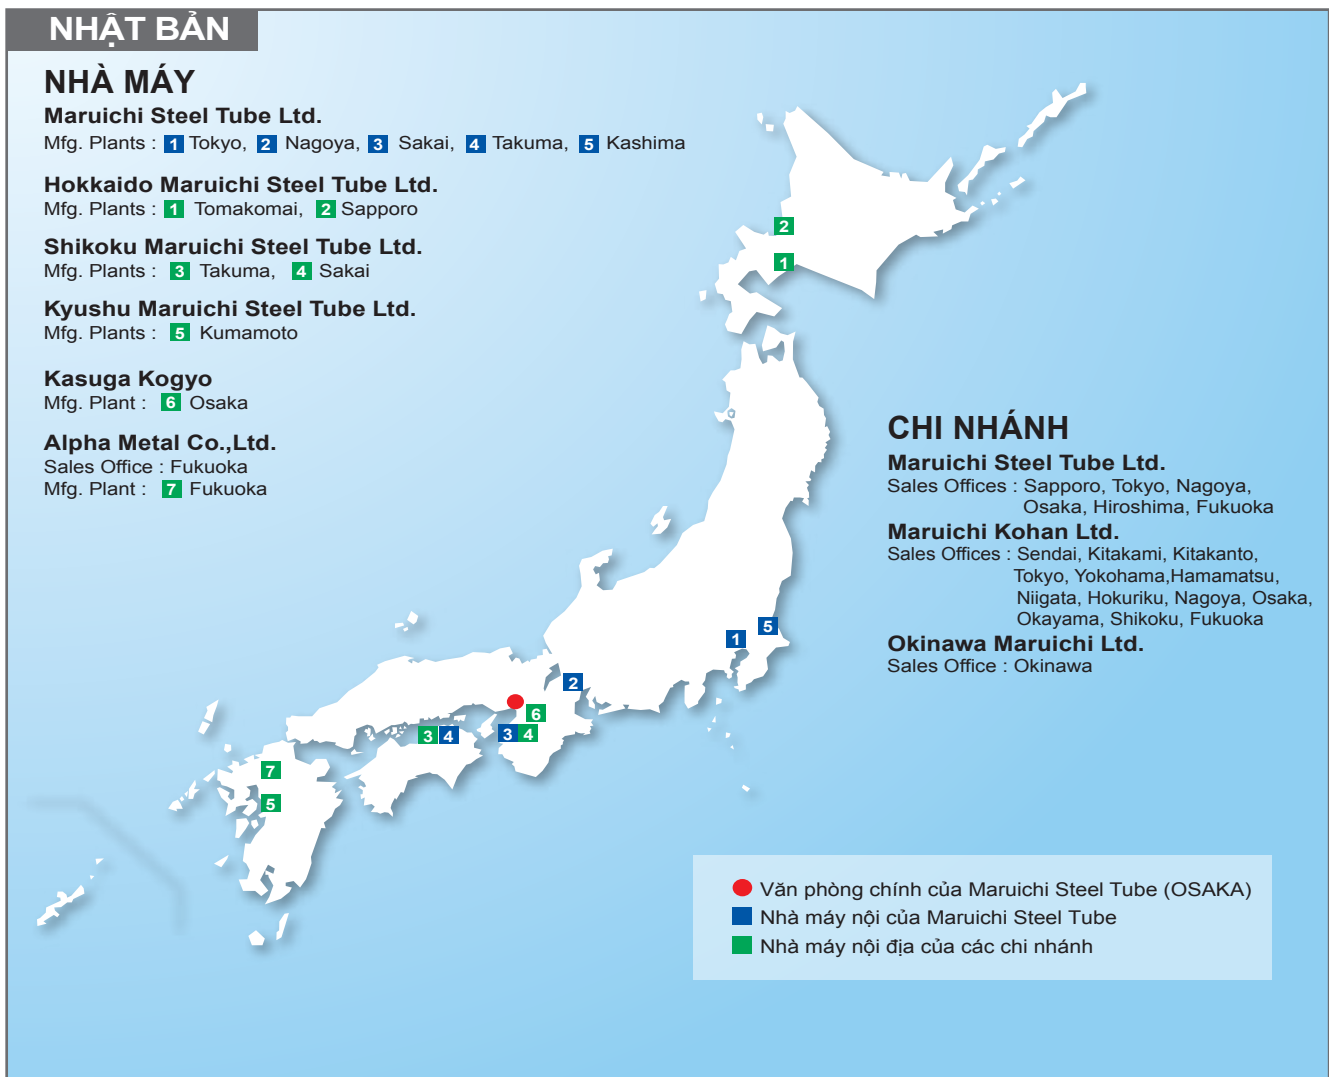 NHẬT BẢN
NHÀ MÁY
Maruichi Steel Tube Ltd.
Mfg. Plants : 1 Tokyo, 2 Nagoya, 3 Sakai, 4 Takuma, 5 Kashima
Hokkaido Maruichi Steel Tube Ltd.
Mfg. Plants : 1 Tomakomai, 2 Sapporo
Shikoku Maruichi Steel Tube Ltd.
Mfg. Plants : 3 Takuma, 4 Sakai
Kyushu Maruichi Steel Tube Ltd.
Mfg. Plants : 5 Kumamoto
Kasuga Kogyo
Mfg. Plant : 6 Osaka
Alpha Metal Co.,Ltd.
Sales Office : Fukuoka
Mfg. Plant : 7 Fukuoka
2
1
CHI NHÁNH
Maruichi Steel Tube Ltd.
Sales Offices : Sapporo, Tokyo, Nagoya,
Osaka, Hiroshima, Fukuoka
Maruichi Kohan Ltd.
Sales Offices : Sendai, Kitakami, Kitakanto,
Tokyo, Yokohama,Hamamatsu,
Niigata, Hokuriku, Nagoya, Osaka,
Okayama, Shikoku, Fukuoka
Okinawa Maruichi Ltd.
Sales Office : Okinawa
5
1
2
6
3 4
3 4
7
5
Văn phòng chính của Maruichi Steel Tube (OSAKA)
Nhà máy nội của Maruichi Steel Tube
Nhà máy nội địa của các chi nhánh